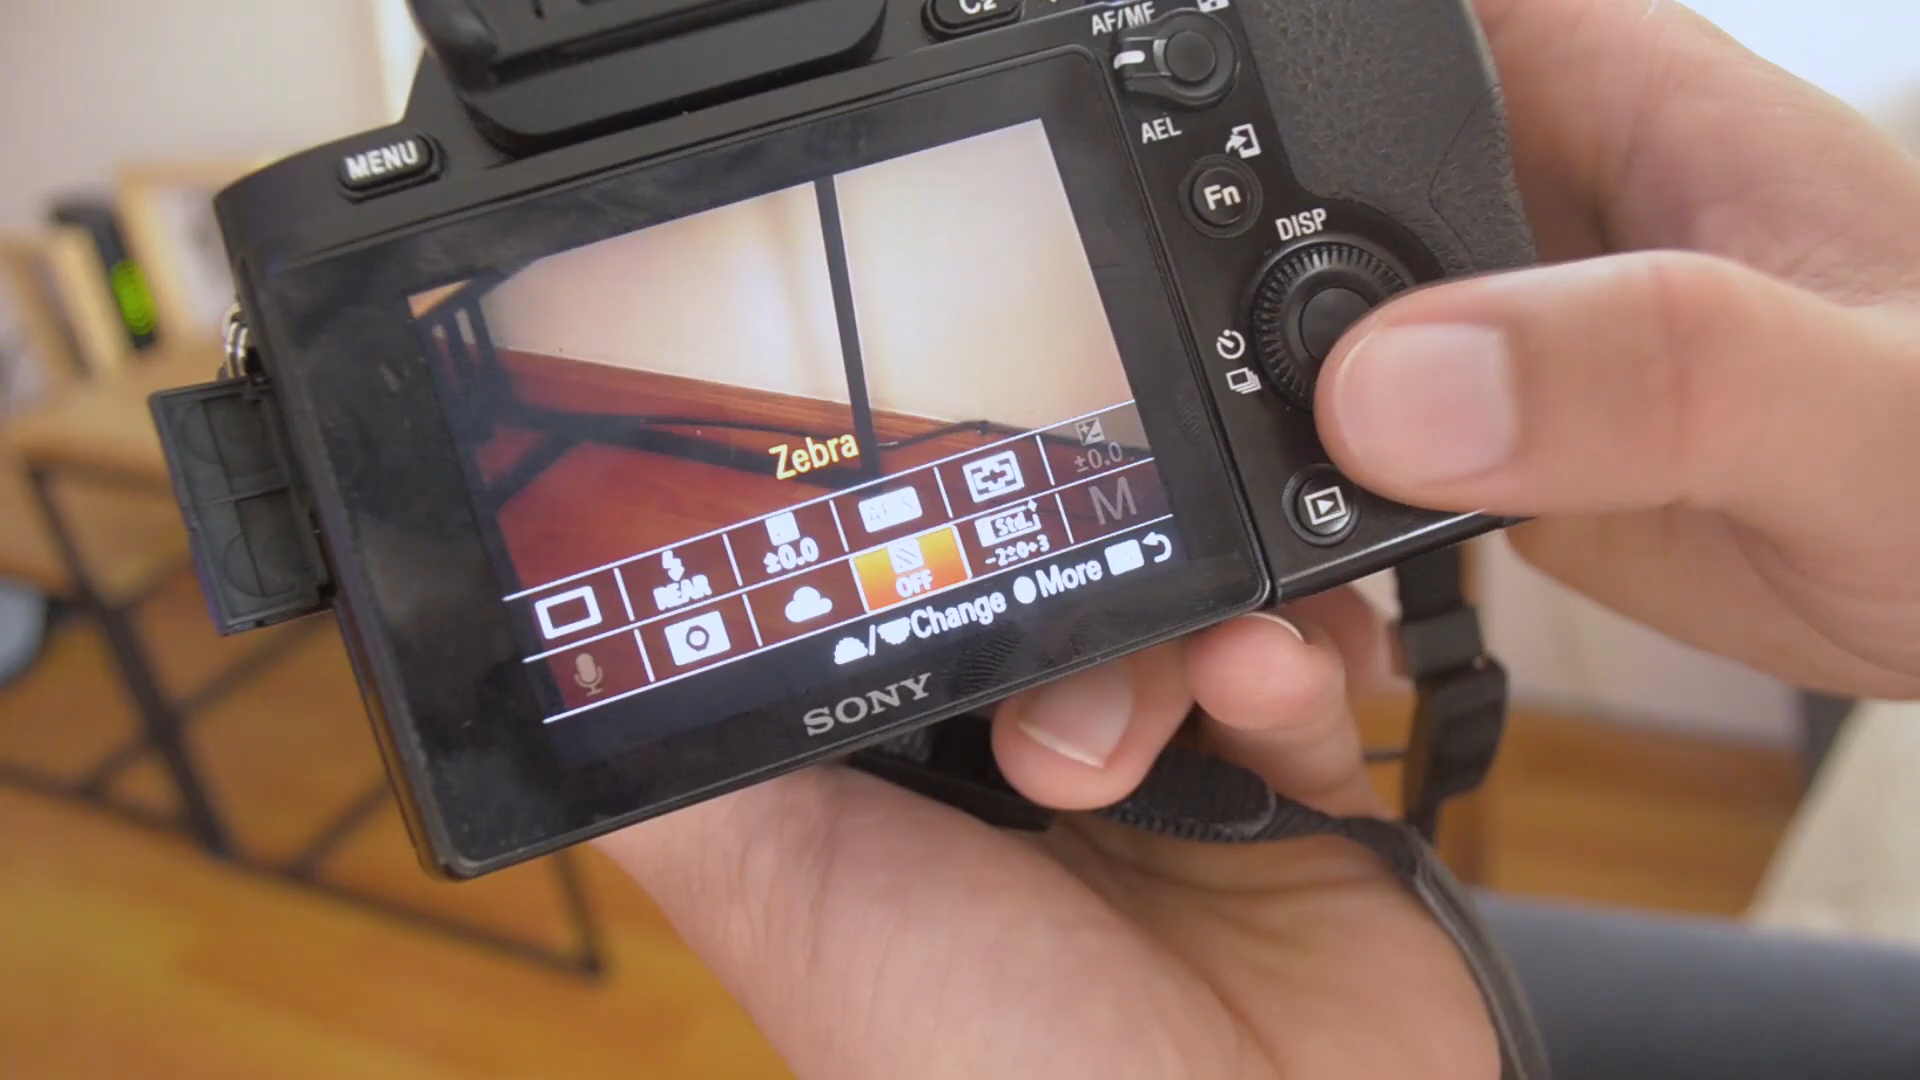 C2
AF/MF
MENU
AEL
Fn
DISP
Zebra
±0.0
REAR
±0.0
Std.
-2±0+3
M
OFF
Change
More
SONY